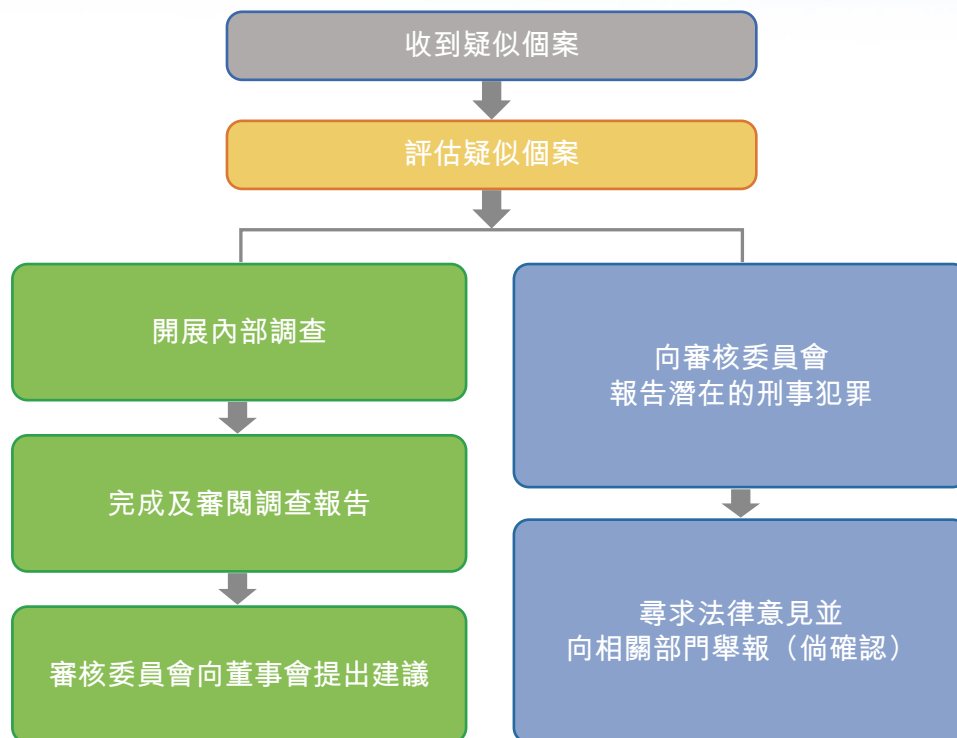 收到疑似個案
評估疑似個案
開展內部調查
完成及審閱調查報告
審核委員會向董事會提出建議
向審核委員會
報告潛在的刑事犯罪
尋求法律意見並
向相關部門舉報（倘確認）